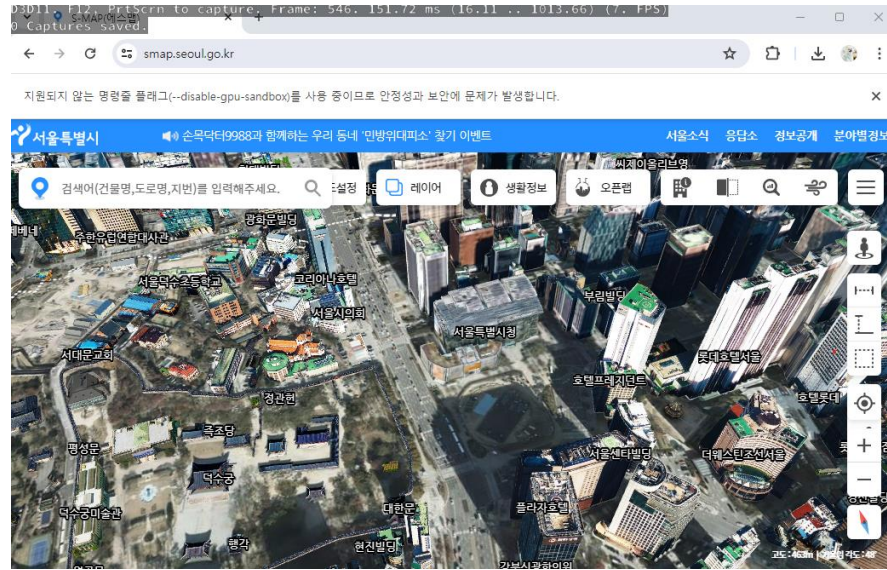 D3D11. F12, PrtScrn to capture. Frame: 546. 151.72 ms (16.11 .. 1013.66) (7. FPS)
0 Captures saved.
S-MAP(에스맵)
smap.seoul.go.kr
지원되지 않는 명령줄 플래그(--disable-gpu-sandbox)를 사용 중이므로 안정성과 보안에 문제가 발생합니다.
서울특별시
손목닥터9988과 함께하는 우리 동네 '민방위대피소' 찾기 이벤트
서울소식 응답소 정보공개 분야별정보
씨제이올리브영
검색어(건물명,도로명,지번)를 입력해주세요.
도설정 레이어 생활정보 오픈랩
광화문빌딩
주한유럽연합대사관
서울덕수초등학교
코리아나호텔
부림빌딩
서울시의회
서울특별시청
서대문교회
롯데호텔서울
호텔프레지던트
정관헌
호텔롯데
즉조당
평성문
서울센타빌딩
더웨스틴조선서울
덕수궁
덕수궁미술관
대한문
플라자호텔
행각
현진빌딩
고도:463m